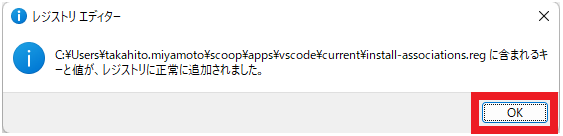 レジストリ エディター
C:¥Users¥takahito.miyamoto¥scoop¥apps¥vscode¥current¥install-associations.reg に含まれるキ
ーと値が、レジストリに正常に追加されました。
OK